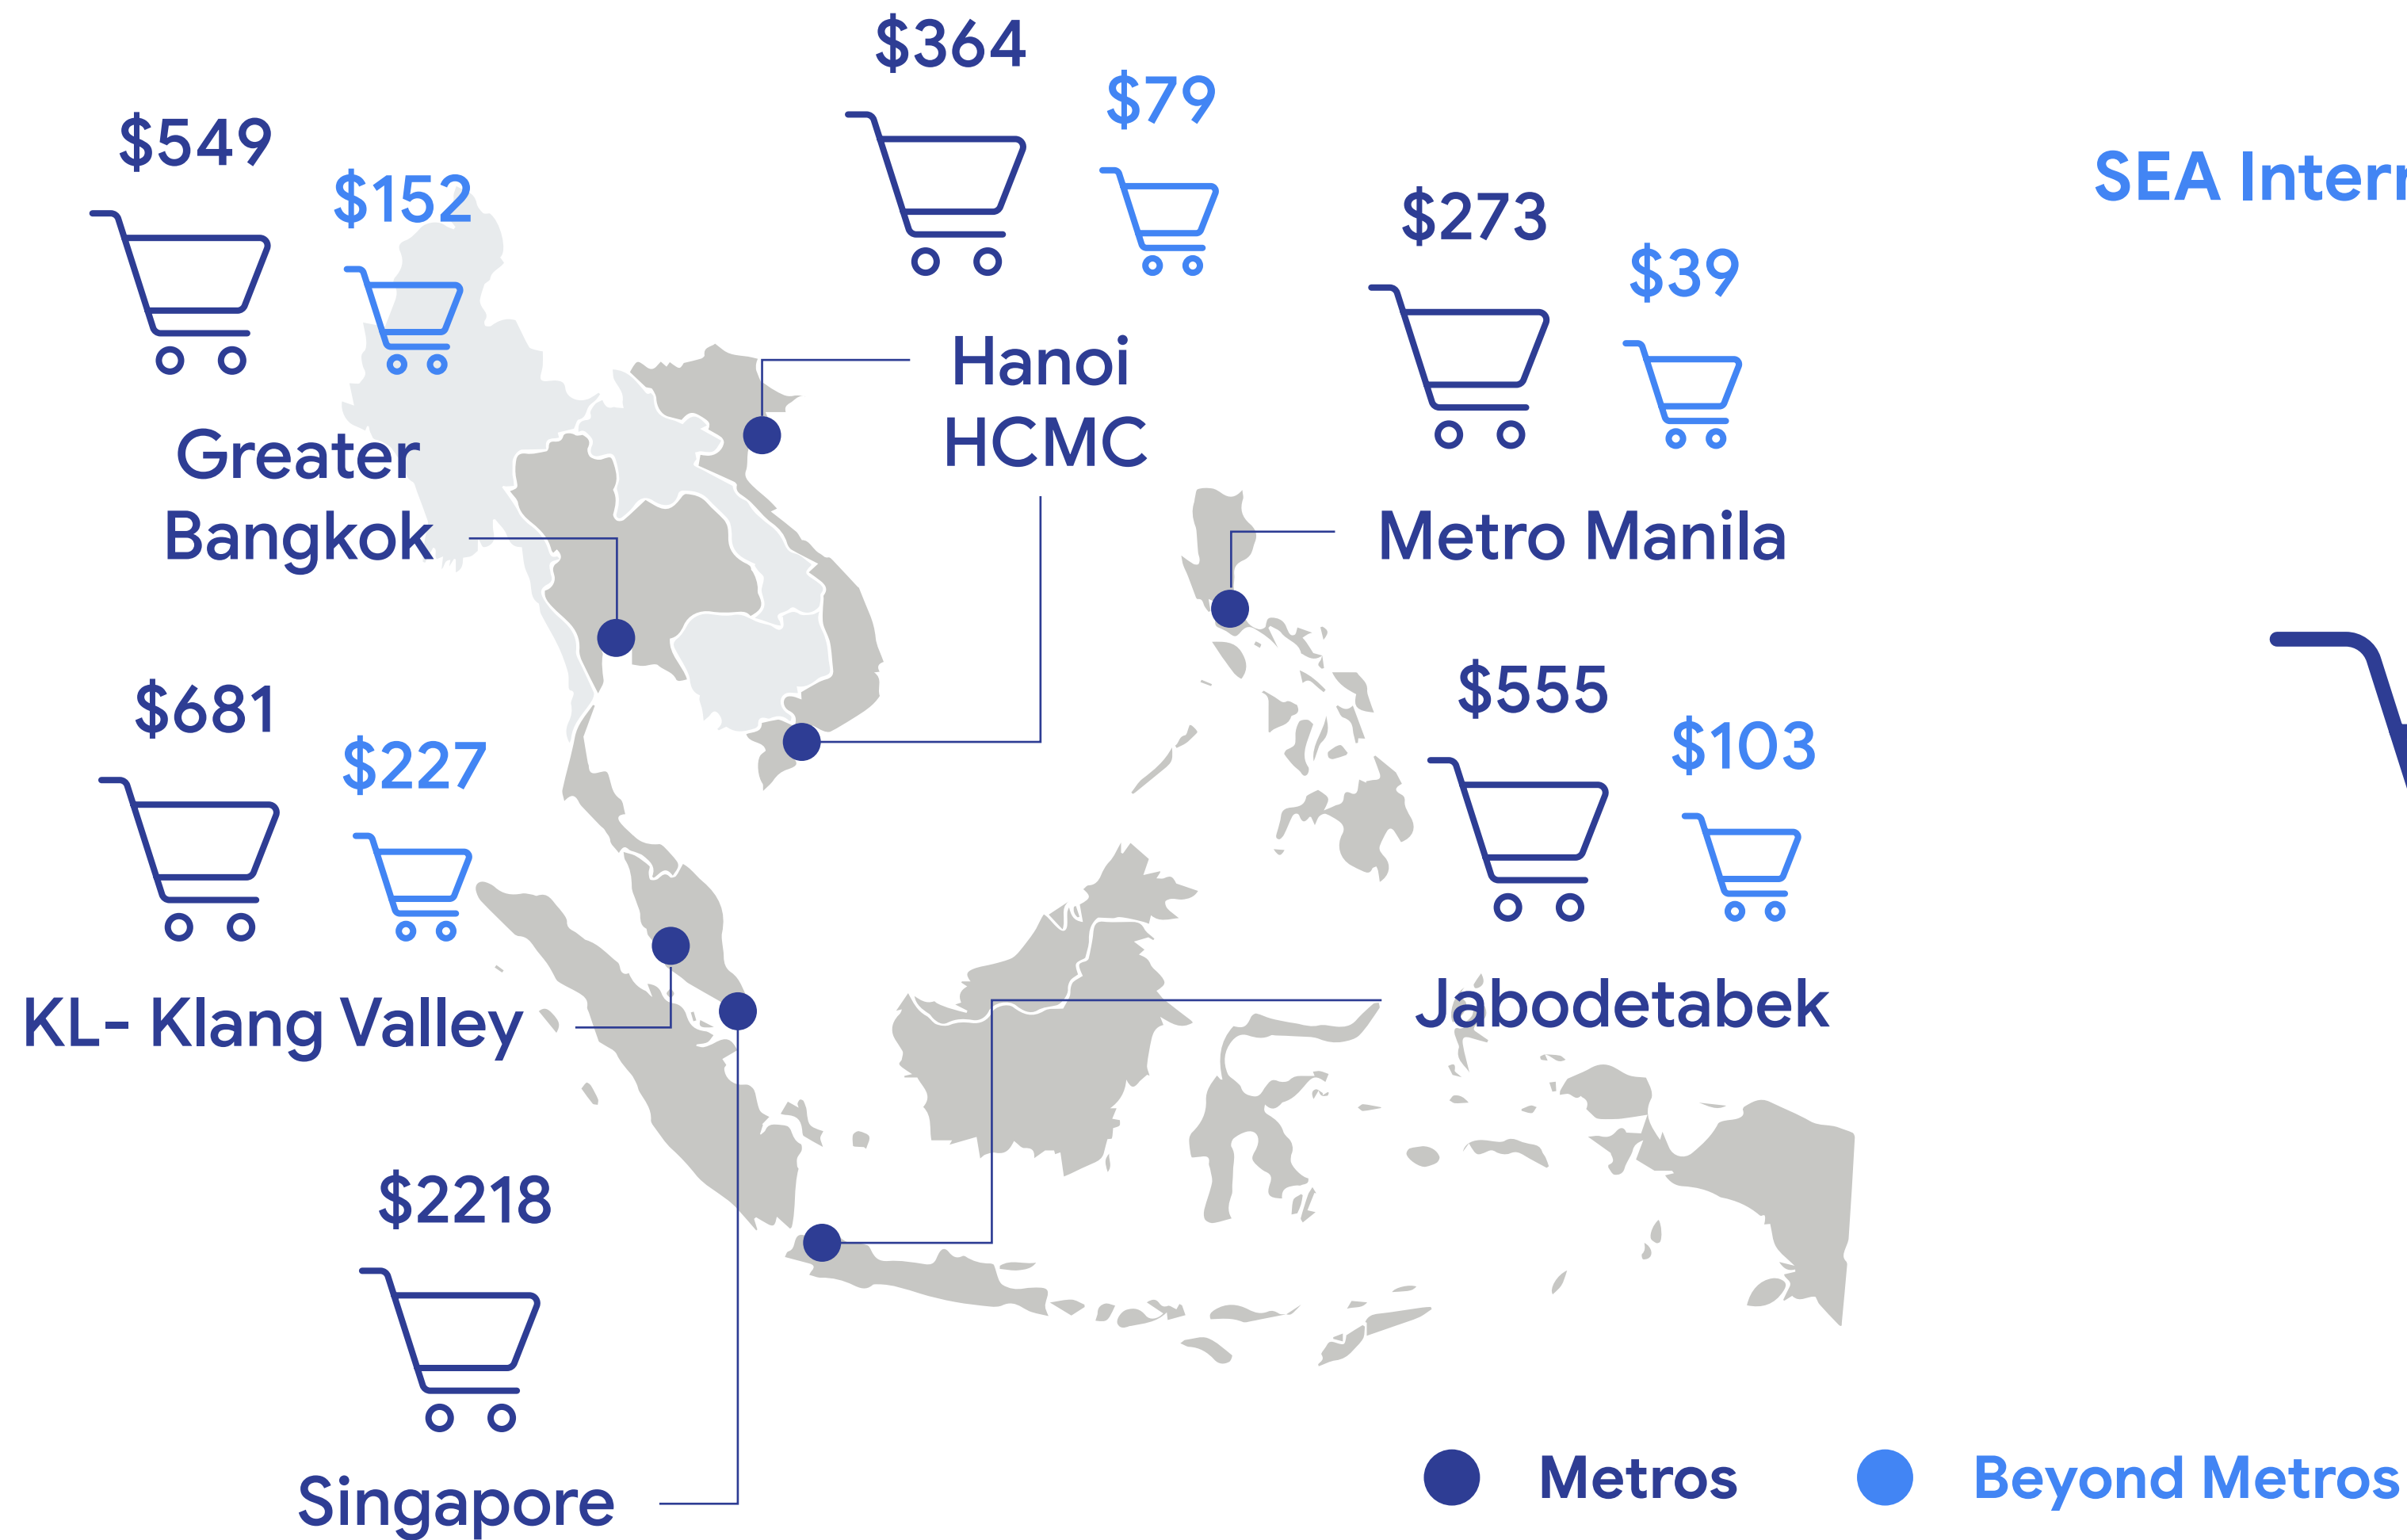 $364
$79
$549
$152
$273
$39
SEA Inter
Hanoi
HCMC
Greater
Bangkok
Metro Manila
$681
$227
$555
$103
KL- Klang Valley
Jabodetabek
$2218
Singapore
Metros
Beyond Metros